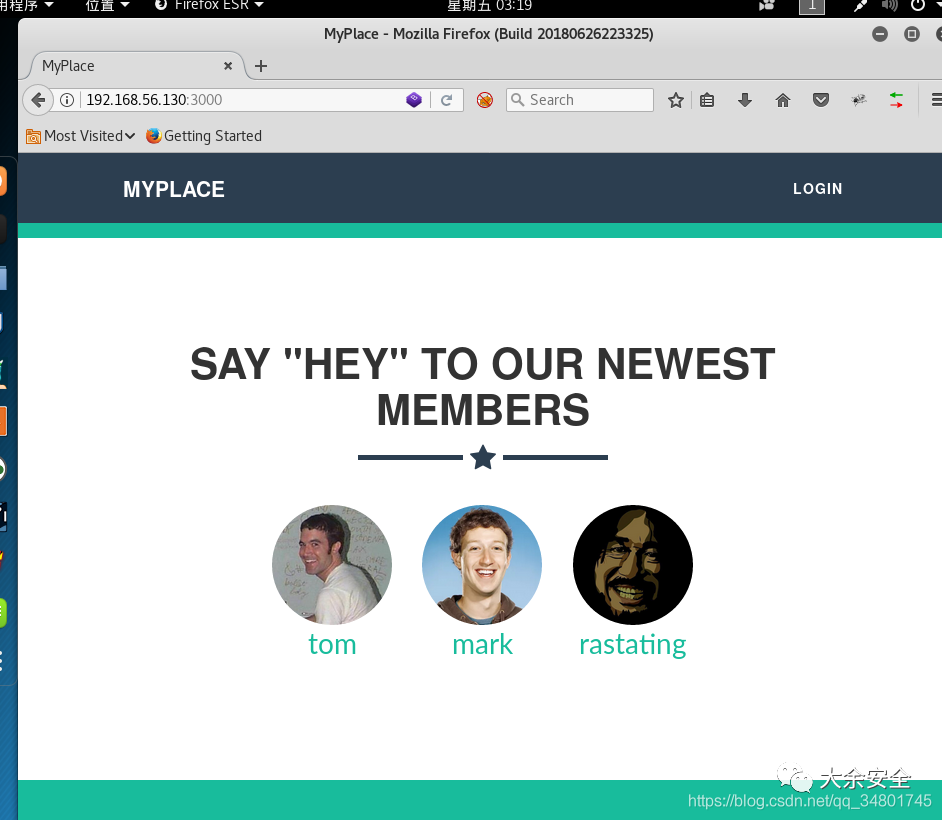 用程序 位置 Firefox ESR 星期五 03:19 1
MyPlace - Mozilla Firefox (Build 20180626223325)
MyPlace
192.168.56.130:3000 Search
Most Visited Getting Started
MYPLACE LOGIN
SAY "HEY" TO OUR NEWEST
MEMBERS
tom mark rastating
大余安全
https://blog.csdn.net/qq_34801745